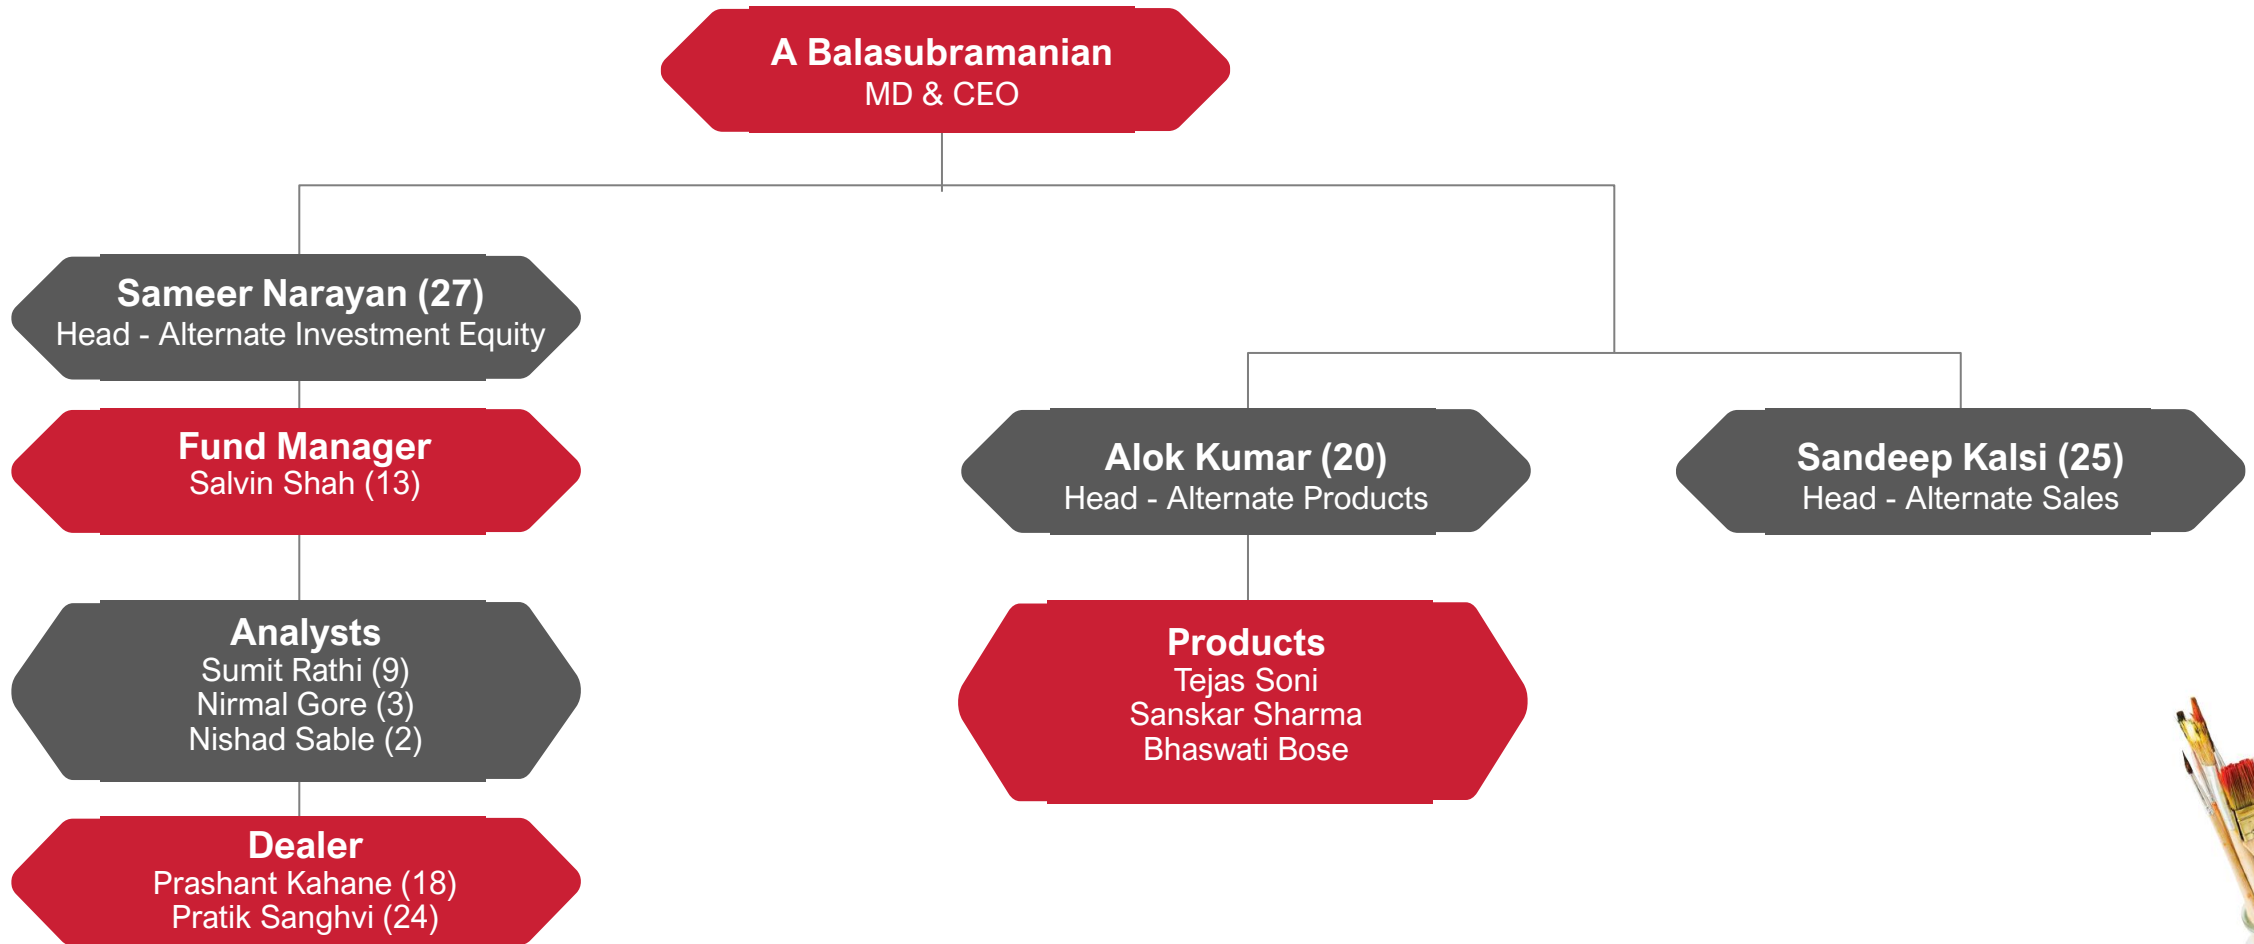 A Balasubramanian
MD & CEO
Sameer Narayan (27)
Head - Alternate Investment Equity
Fund Manager
Salvin Shah (13)
Analysts
Sumit Rathi (9)
Nirmal Gore (3)
Nishad Sable (2)
Dealer
Prashant Kahane (18)
Pratik Sanghvi (24)
Alok Kumar (20)
Head - Alternate Products
Products
Tejas Soni
Sanskar Sharma
Bhaswati Bose
Sandeep Kalsi (25)
Head - Alternate Sales